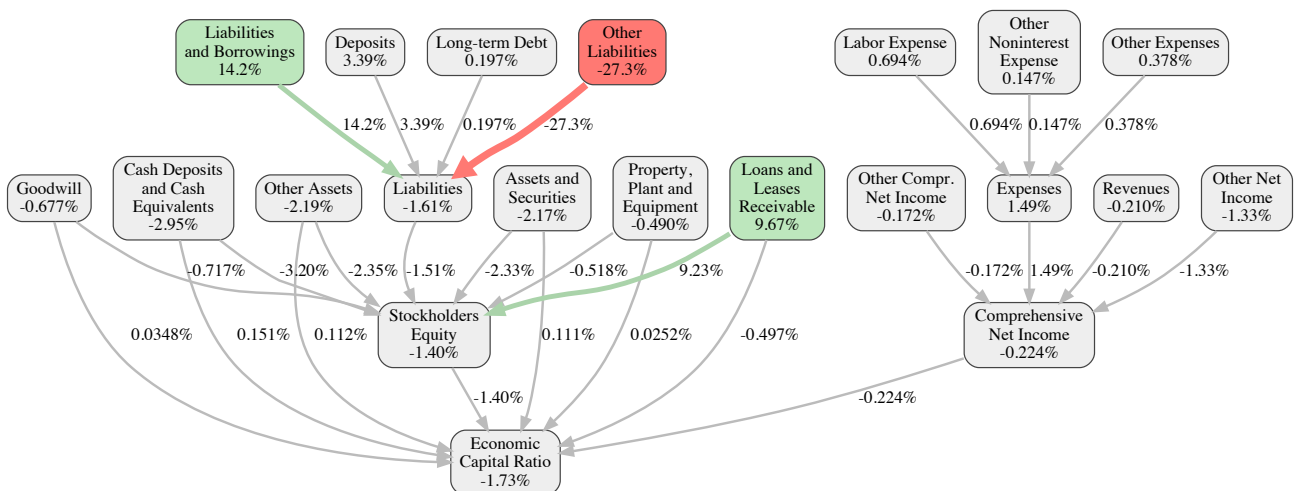 Liabilities
and Borrowings
14.2%
Deposits
3.39%
Long-term Debt
0.197%
Other
Liabilities
-27.3%
Labor Expense
0.694%
Other
Noninterest
Expense
0.147%
Other Expenses
0.378%
14.2%
3.39%
0.197%
-27.3%
0.694%
0.147%
0.378%
Goodwill
-0.677%
Cash Deposits
and Cash
Equivalents
-2.95%
Other Assets
-2.19%
Liabilities
-1.61%
Assets and
Securities
-2.17%
Property,
Plant and
Equipment
-0.490%
Loans and
Leases
Receivable
9.67%
Other Compr.
Net Income
-0.172%
Expenses
1.49%
Revenues
-0.210%
Other Net
Income
-1.33%
-0.717%
-3.20%
-2.35%
-1.51%
-2.33%
-0.518%
9.23%
-0.172%
1.49%
-0.210%
-1.33%
0.0348%
0.151%
0.112%
Stockholders
Equity
-1.40%
0.111%
0.0252%
-0.497%
Comprehensive
Net Income
-0.224%
-1.40%
-0.224%
Economic
Capital Ratio
-1.73%